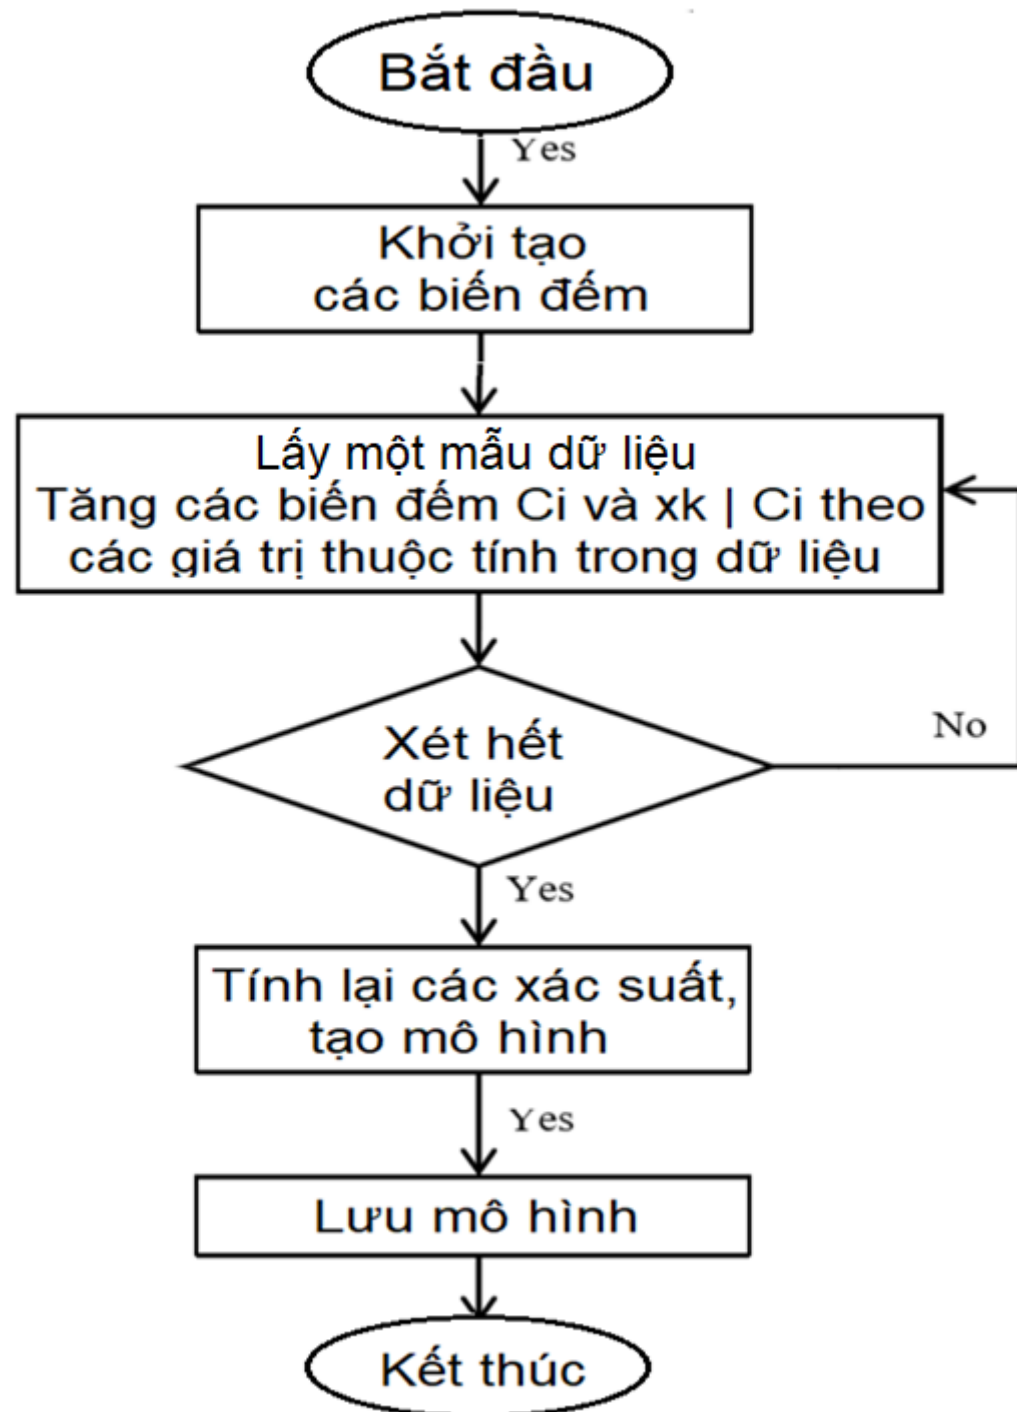 Bắt đầu
Yes
Khởi tạo
các biến đếm
Lấy một mẫu dữ liệu
Tăng các biến đếm Ci và xk | Ci theo
các giá trị thuộc tính trong dữ liệu
Xét hết
dữ liệu
No
Yes
Tính lại các xác suất,
tạo mô hình
Yes
Lưu mô hình
Kết thúc